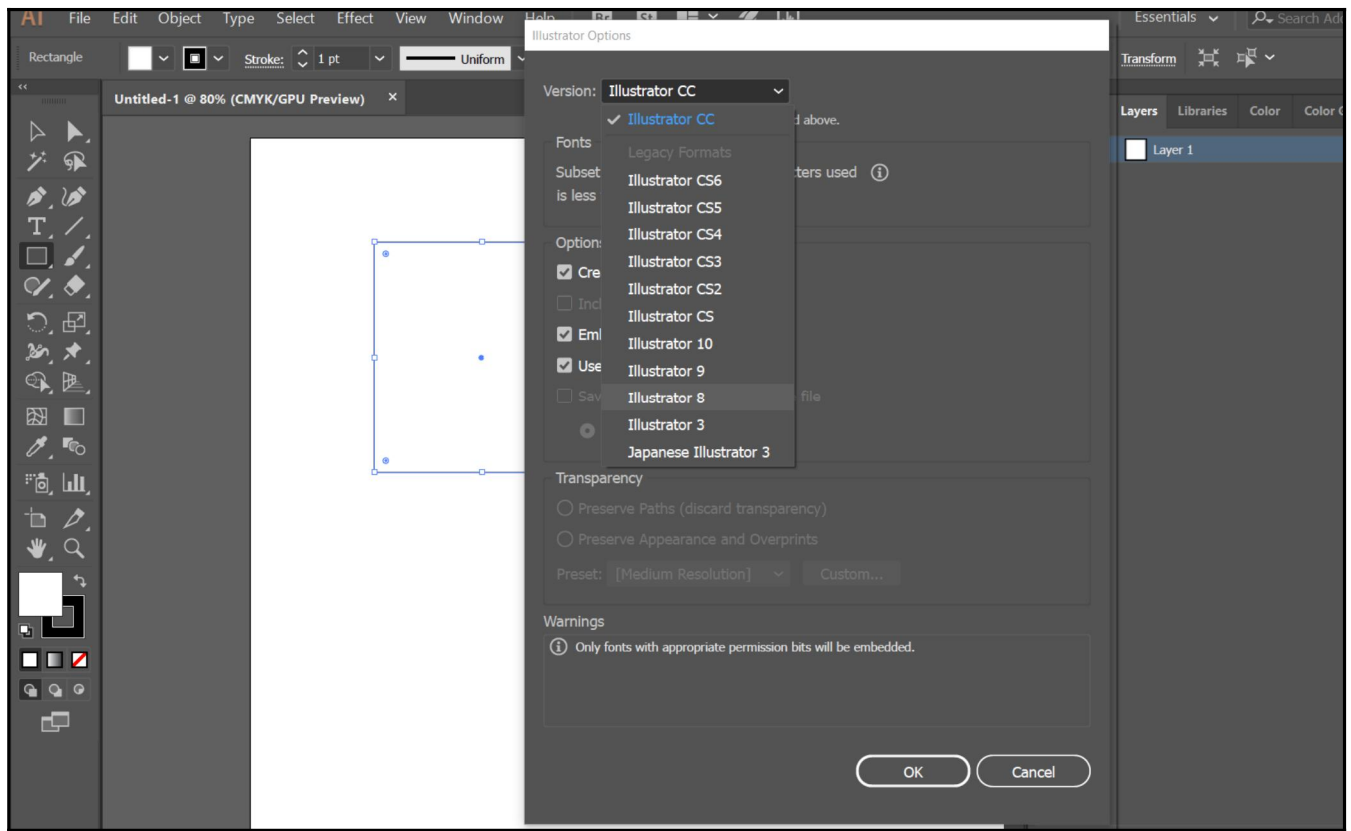 Ai File Edit Object Type Select Effect View Window Help Br St
Essentials Search Ado
Illustrator Options
Rectangle Stroke: 1 pt Uniform
Transform
Untitled-1 @ 80% (CMYK/GPU Preview) ×
Layers Libraries Color Color G
Layer 1
Version: Illustrator CC
Illustrator CC
d above.
Fonts
Legacy Formats
Subset
ters used
Illustrator CS6
is less
Illustrator CS5
Illustrator CS4
Options
Illustrator CS3
Cre
Illustrator CS2
Incl
Illustrator CS
Emb
Illustrator 10
Use
Illustrator 9
Sav
Illustrator 8
file
Illustrator 3
Japanese Illustrator 3
Transparency
Preserve Paths (discard transparency)
Preserve Appearance and Overprints
Preset: [Medium Resolution] Custom...
Warnings
Only fonts with appropriate permission bits will be embedded.
OK Cancel